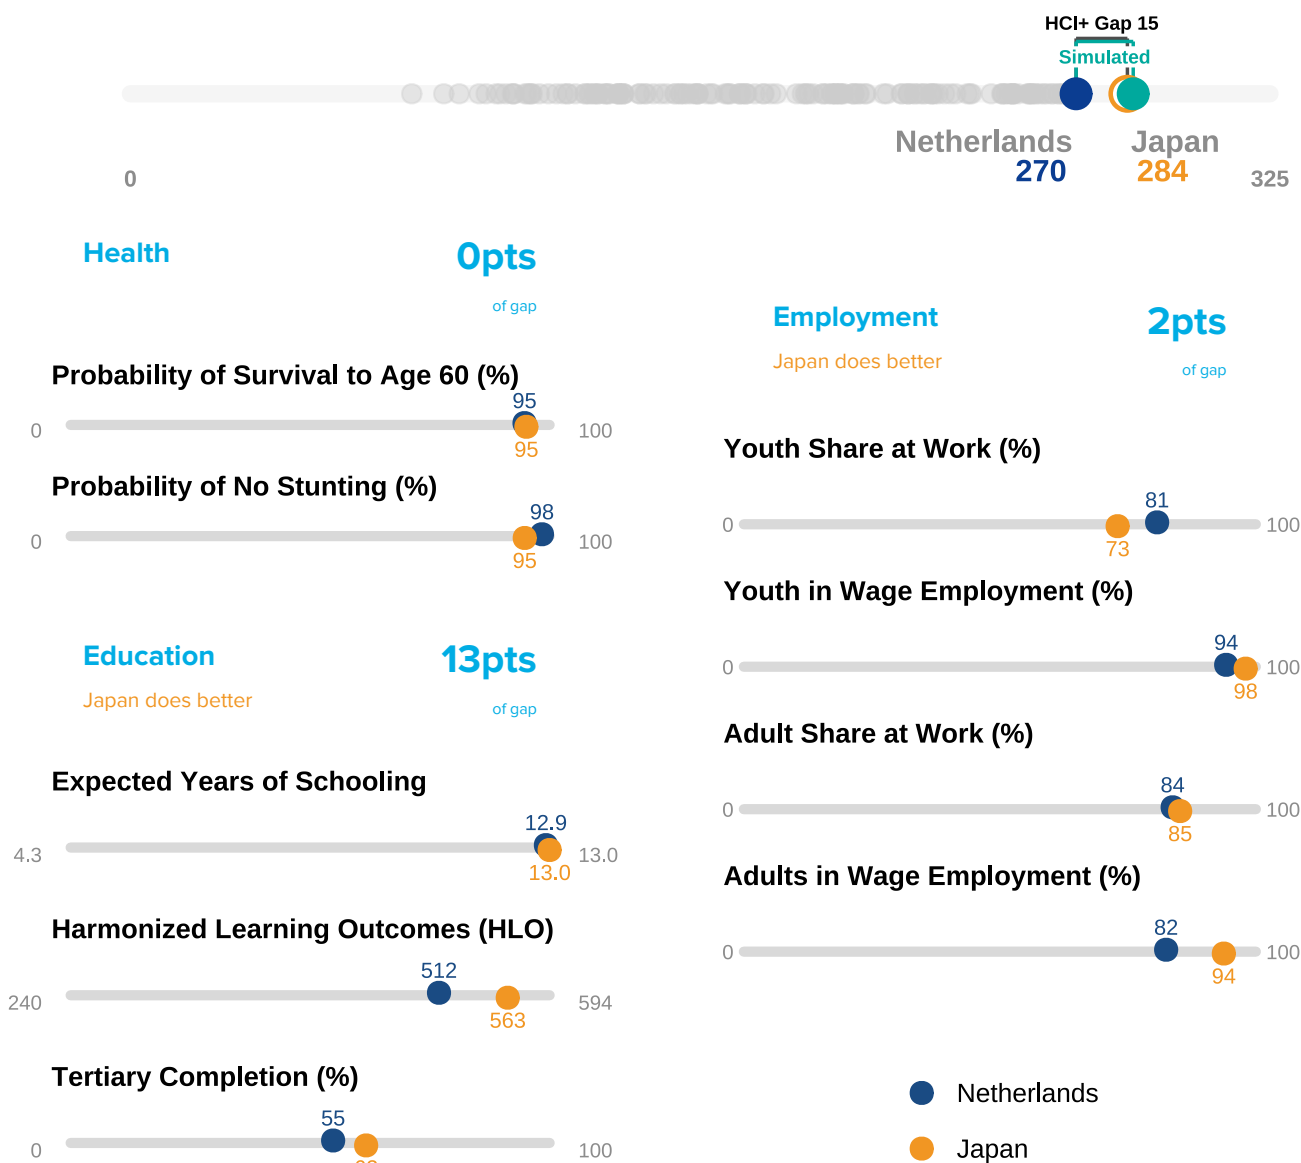 HCI+ Gap 15
Simulated
Netherlands Japan
270 284
0 325
Health 0pts
of gap
Probability of Survival to Age 60 (%)
95
0 100
95
Probability of No Stunting (%)
98
0 100
95
Education 13pts
Japan does better of gap
Expected Years of Schooling
12.9
4.3 13.0
13.0
Harmonized Learning Outcomes (HLO)
512
240 594
563
Tertiary Completion (%)
55
0 100
Employment 2pts
Japan does better of gap
Youth Share at Work (%)
81
0 100
73
Youth in Wage Employment (%)
94
0 100
98
Adult Share at Work (%)
84
0 100
85
Adults in Wage Employment (%)
82
0 100
94
Netherlands
Japan